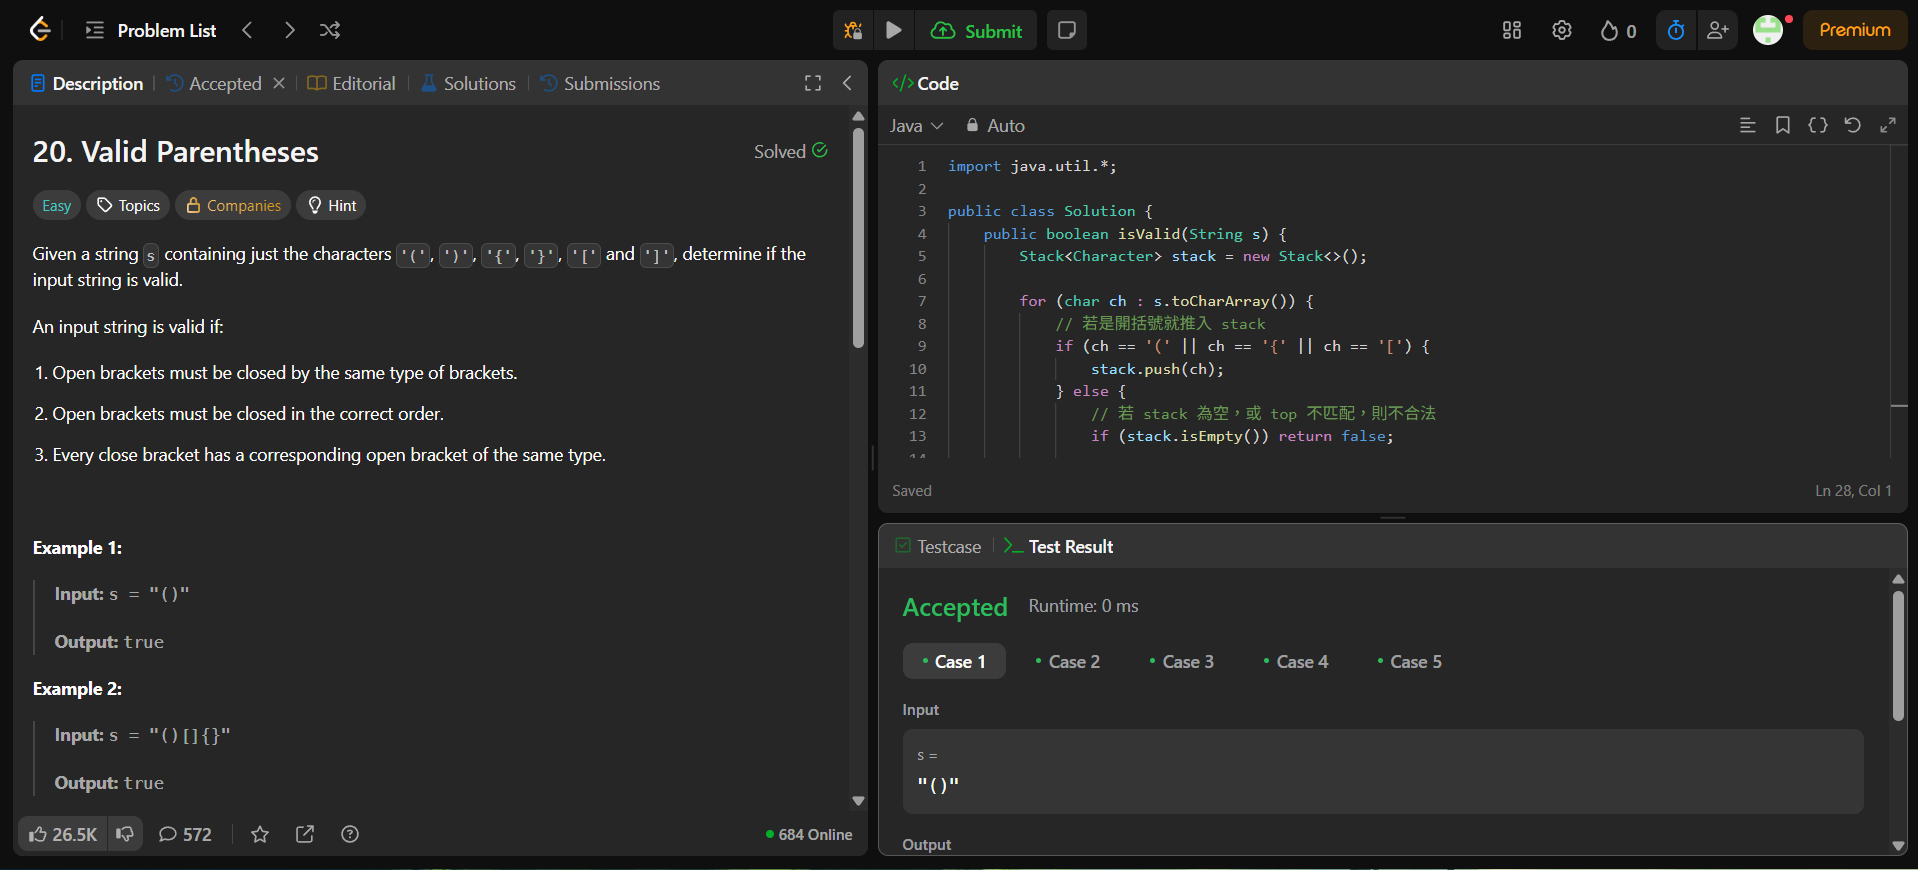 Problem List
Submit
0
Premium
Description
Accepted
Editorial
Solutions
Submissions
20. Valid Parentheses
Solved
Easy
Topics
Companies
Hint
Given a string s containing just the characters '(', ')', '{', '}', '[' and ']', determine if the
input string is valid.
An input string is valid if:
1. Open brackets must be closed by the same type of brackets.
2. Open brackets must be closed in the correct order.
3. Every close bracket has a corresponding open bracket of the same type.
Example 1:
Input: s = "()"
Output: true
Example 2:
Input: s = "()[]{}"
Output: true
26.5K
572
684 Online
</> Code
Java
Auto
1 import java.util.*;
2
3 public class Solution {
4 public boolean isValid(String s) {
5 Stack<Character> stack = new Stack<>();
6
7 for (char ch : s.toCharArray()) {
8 // 若是開括號就推入 stack
9 if (ch == '(' || ch == '{' || ch == '[') {
10 stack.push(ch);
11 } else {
12 // 若 stack 為空，或 top 不匹配，則不合法
13 if (stack.isEmpty()) return false;
14
Saved
Ln 28, Col 1
Testcase
Test Result
Accepted
Runtime: 0 ms
Case 1
Case 2
Case 3
Case 4
Case 5
Input
s =
"()"
Output